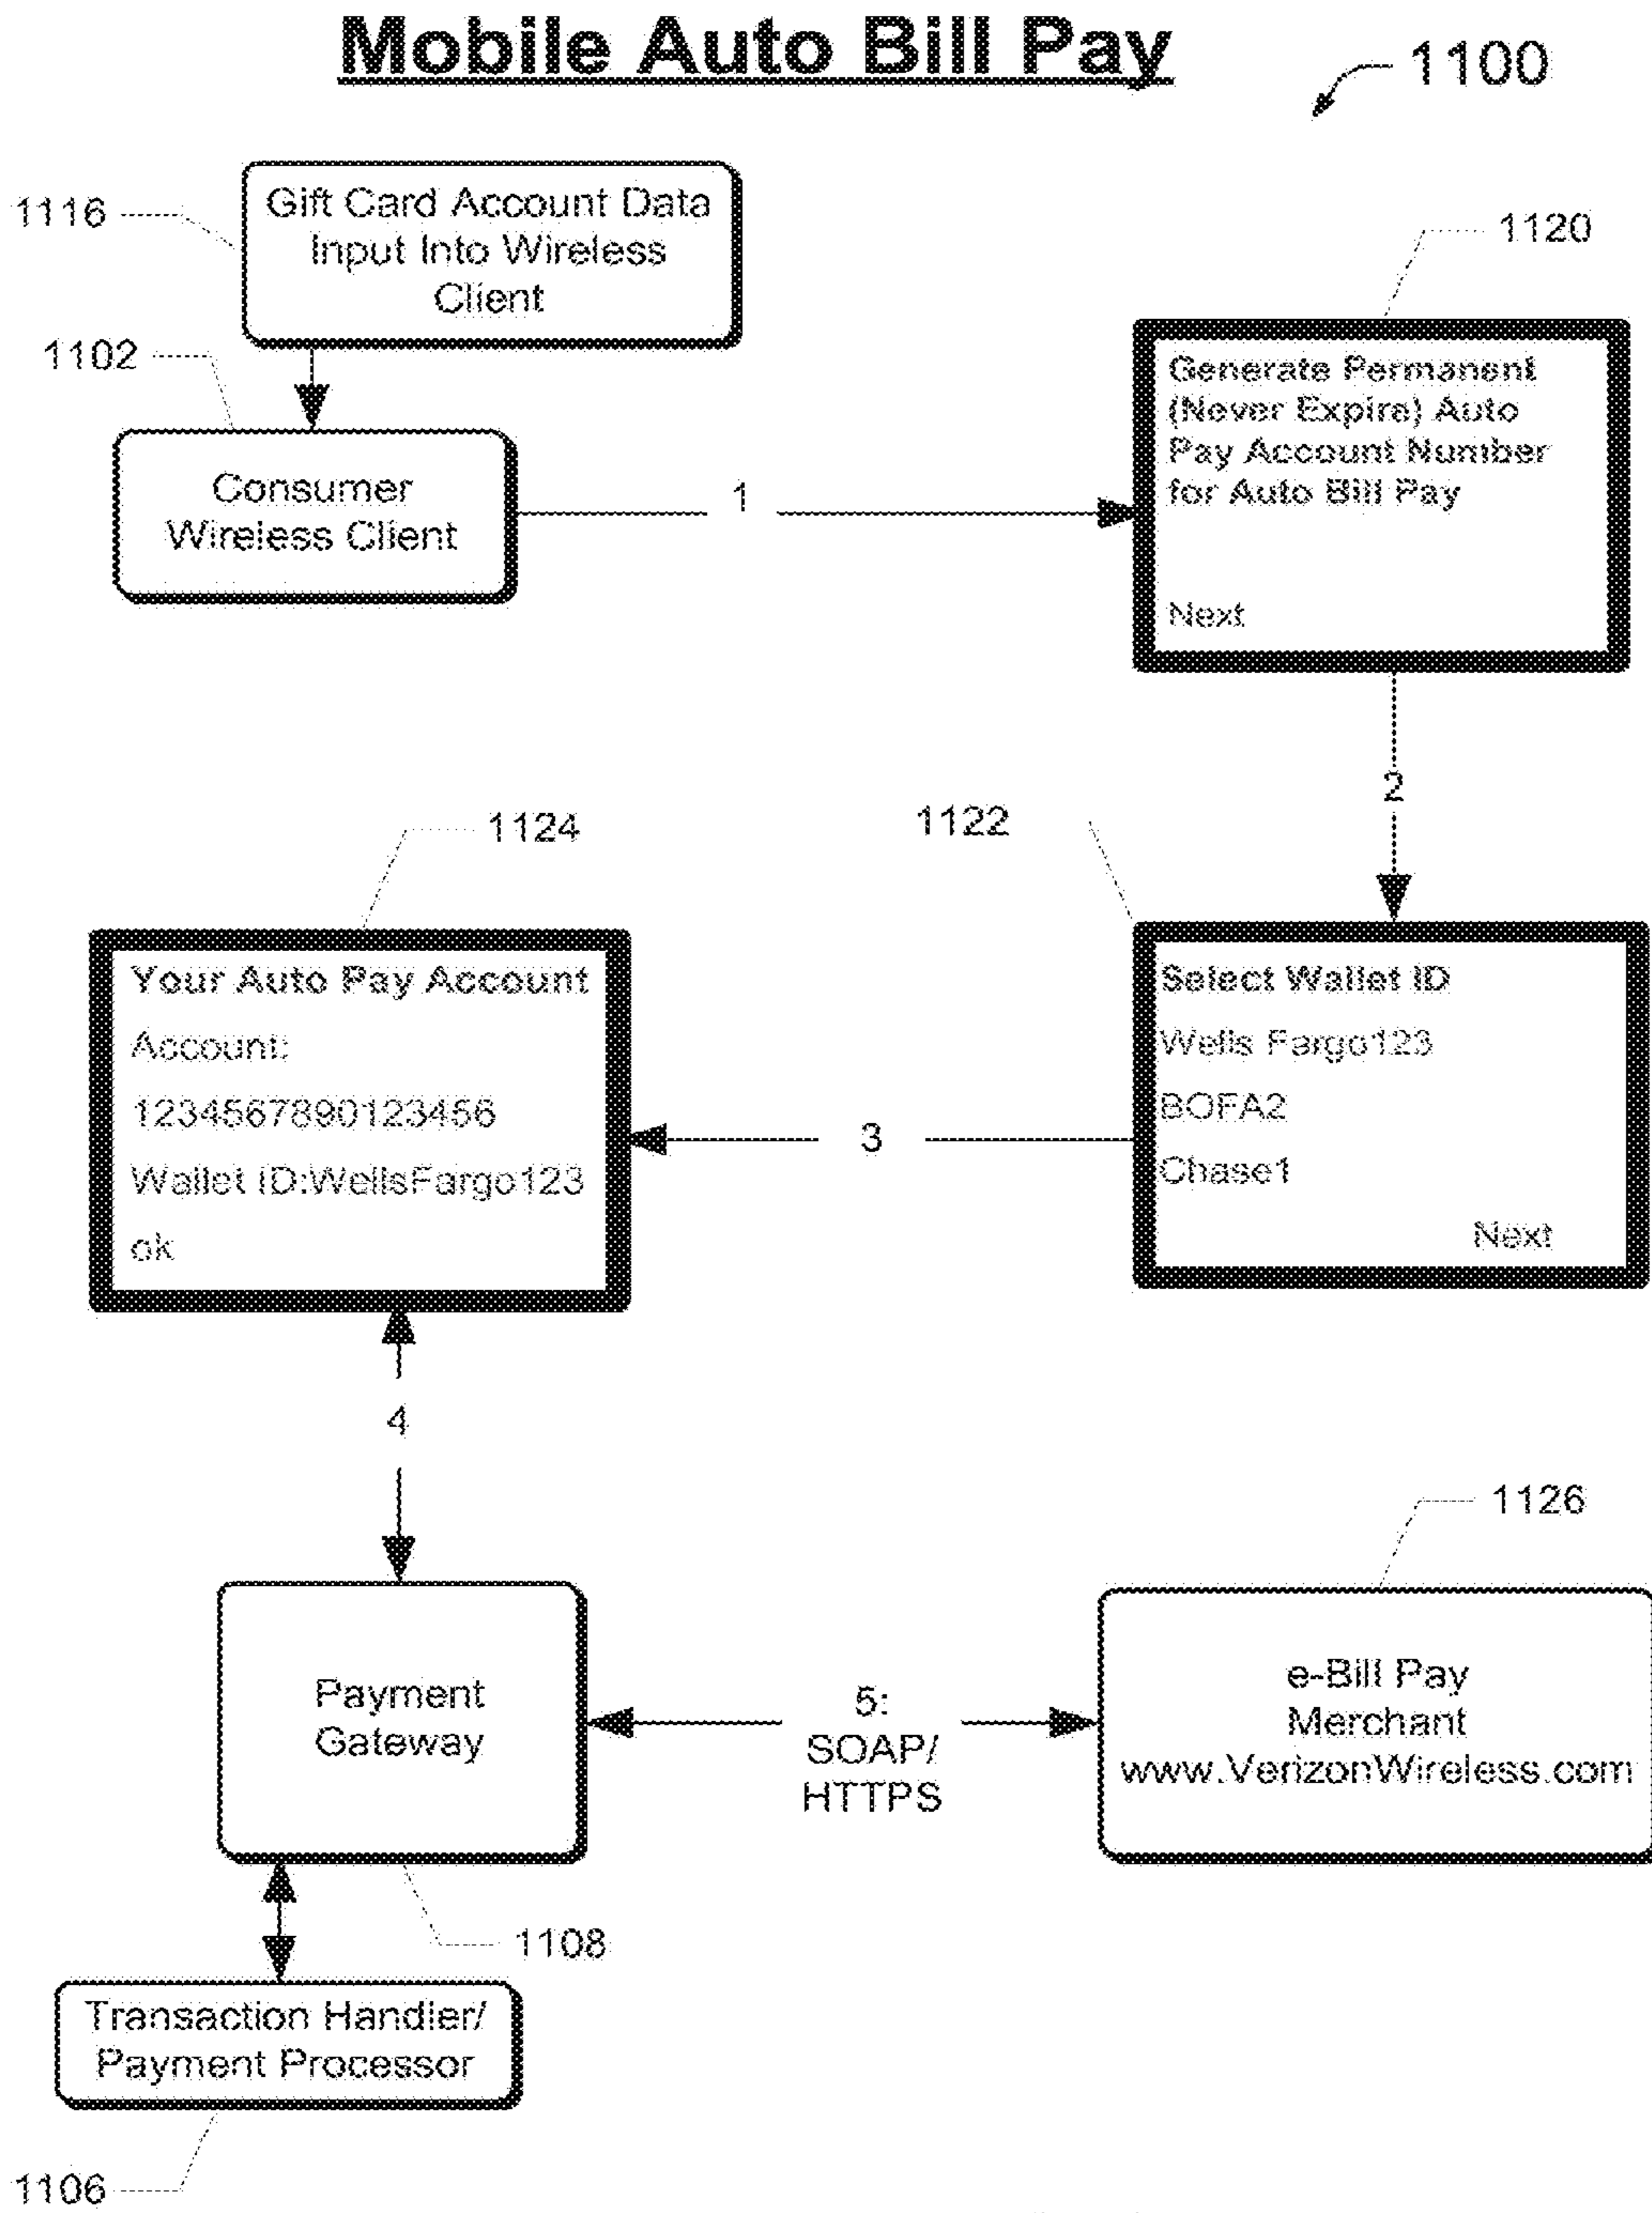 Mobile Auto Bill Pay
1100
1116
Gift Card Account Data
Input Into Wireless
Client
1120
1102
Consumer
Wireless Client
1
Generate Permanent
(Never Expire) Auto
Pay Account Number
for Auto Bill Pay
Next
2
1124
1122
Your Auto Pay Account
Account:
1234567890123456
Wallet ID:WellsFargo123
ok
3
Select Wallet ID
Wells Fargo123
BOFA2
Chase1
Next
4
1126
Payment
Gateway
5:
SOAP/
HTTPS
e-Bill Pay
Merchant
www.VerizonWireless.com
1108
Transaction Handler/
Payment Processor
1106